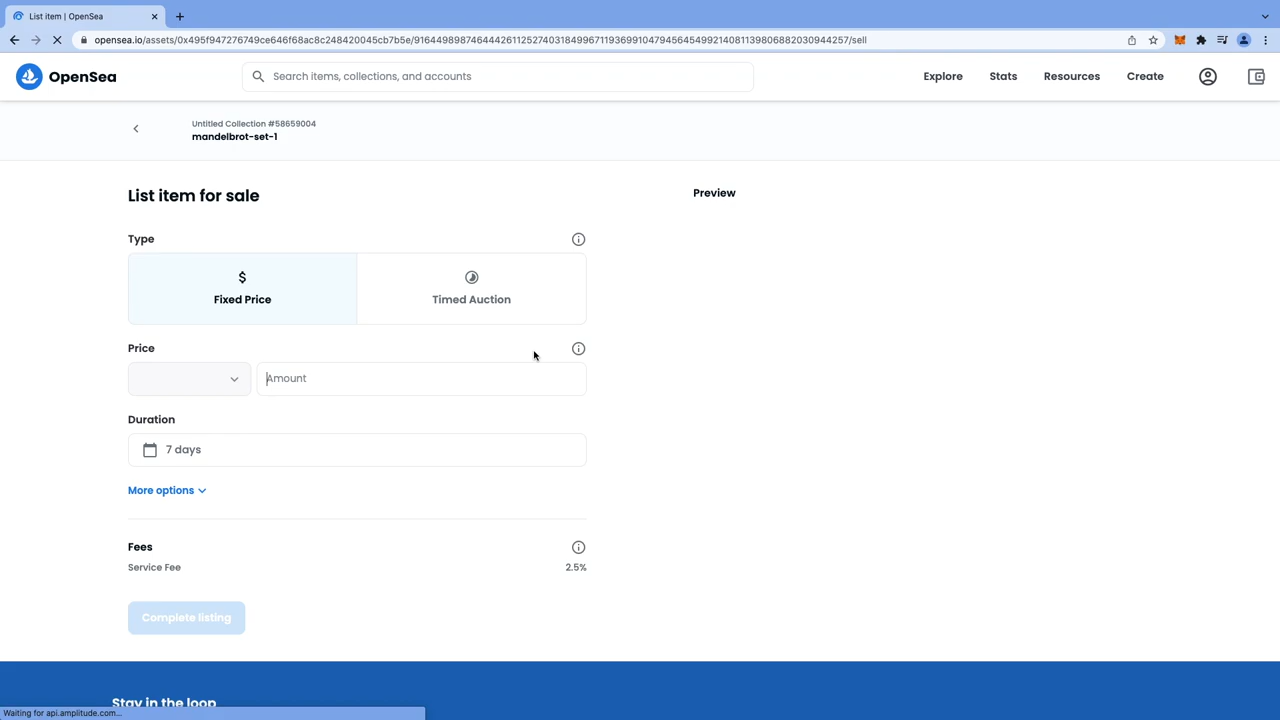 List item | OpenSea
opensea.io/assets/0x495f947276749ce646f68ac8c248420045cb7b5e/91644989874644426112527403184996711936991047945645499214081139806882030944257/sell
OpenSea
Search items, collections, and accounts
Explore
Stats
Resources
Create
Untitled Collection #58659004
mandelbrot-set-1
List item for sale
Preview
Type
$
Fixed Price
Timed Auction
Price
Amount
Duration
7 days
More options
Fees
Service Fee
2.5%
Complete listing
Stay in the loop
Waiting for api.amplitude.com...